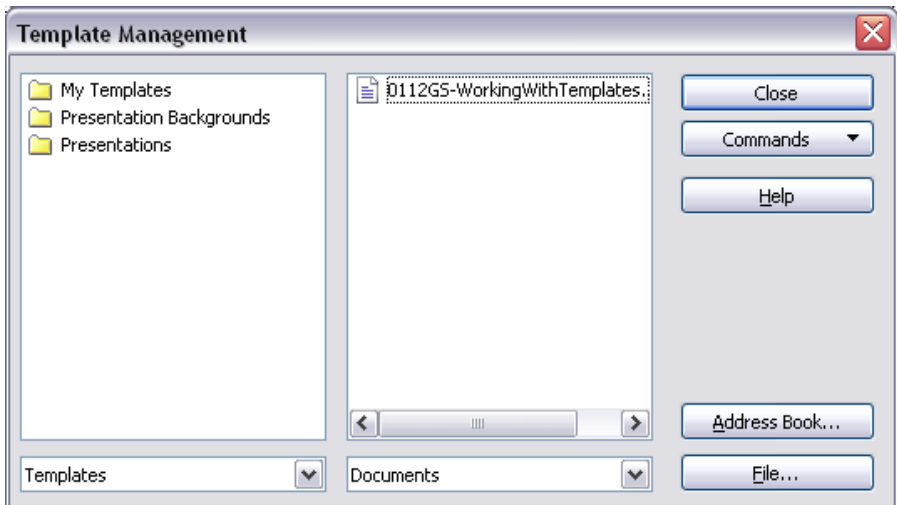 Template Management
My Templates
Presentation Backgrounds
Presentations
0112GS-WorkingWithTemplates.
Close
Commands
Help
Address Book...
Templates
Documents
File...